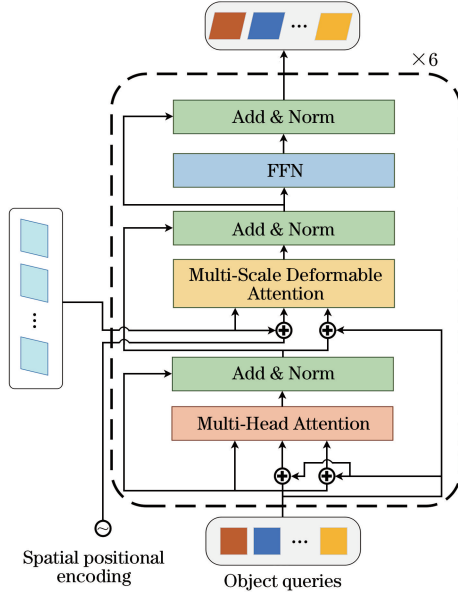 ×6
Add & Norm
FFN
Add & Norm
Multi-Scale Deformable
Attention
Add & Norm
Multi-Head Attention
Spatial positional
encoding
Object queries